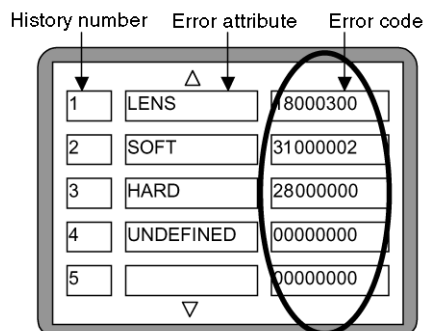 History number Error attribute Error code
1 LENS 18000300
2 SOFT 31000002
3 HARD 28000000
4 UNDEFINED 00000000
5 00000000